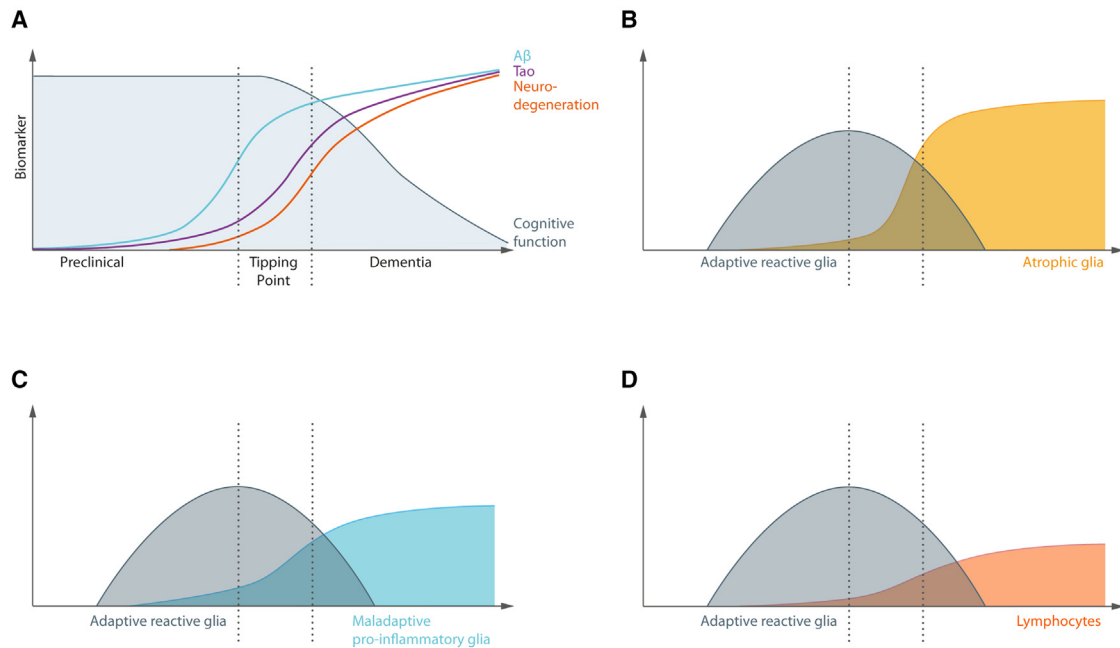 A
Biomarker
Aβ
Tao
Neuro-
degeneration
Cognitive
function
Preclinical
Tipping
Point
Dementia
B
Adaptive reactive glia
Atrophic glia
C
Adaptive reactive glia
Maladaptive
pro-inflammatory glia
D
Adaptive reactive glia
Lymphocytes